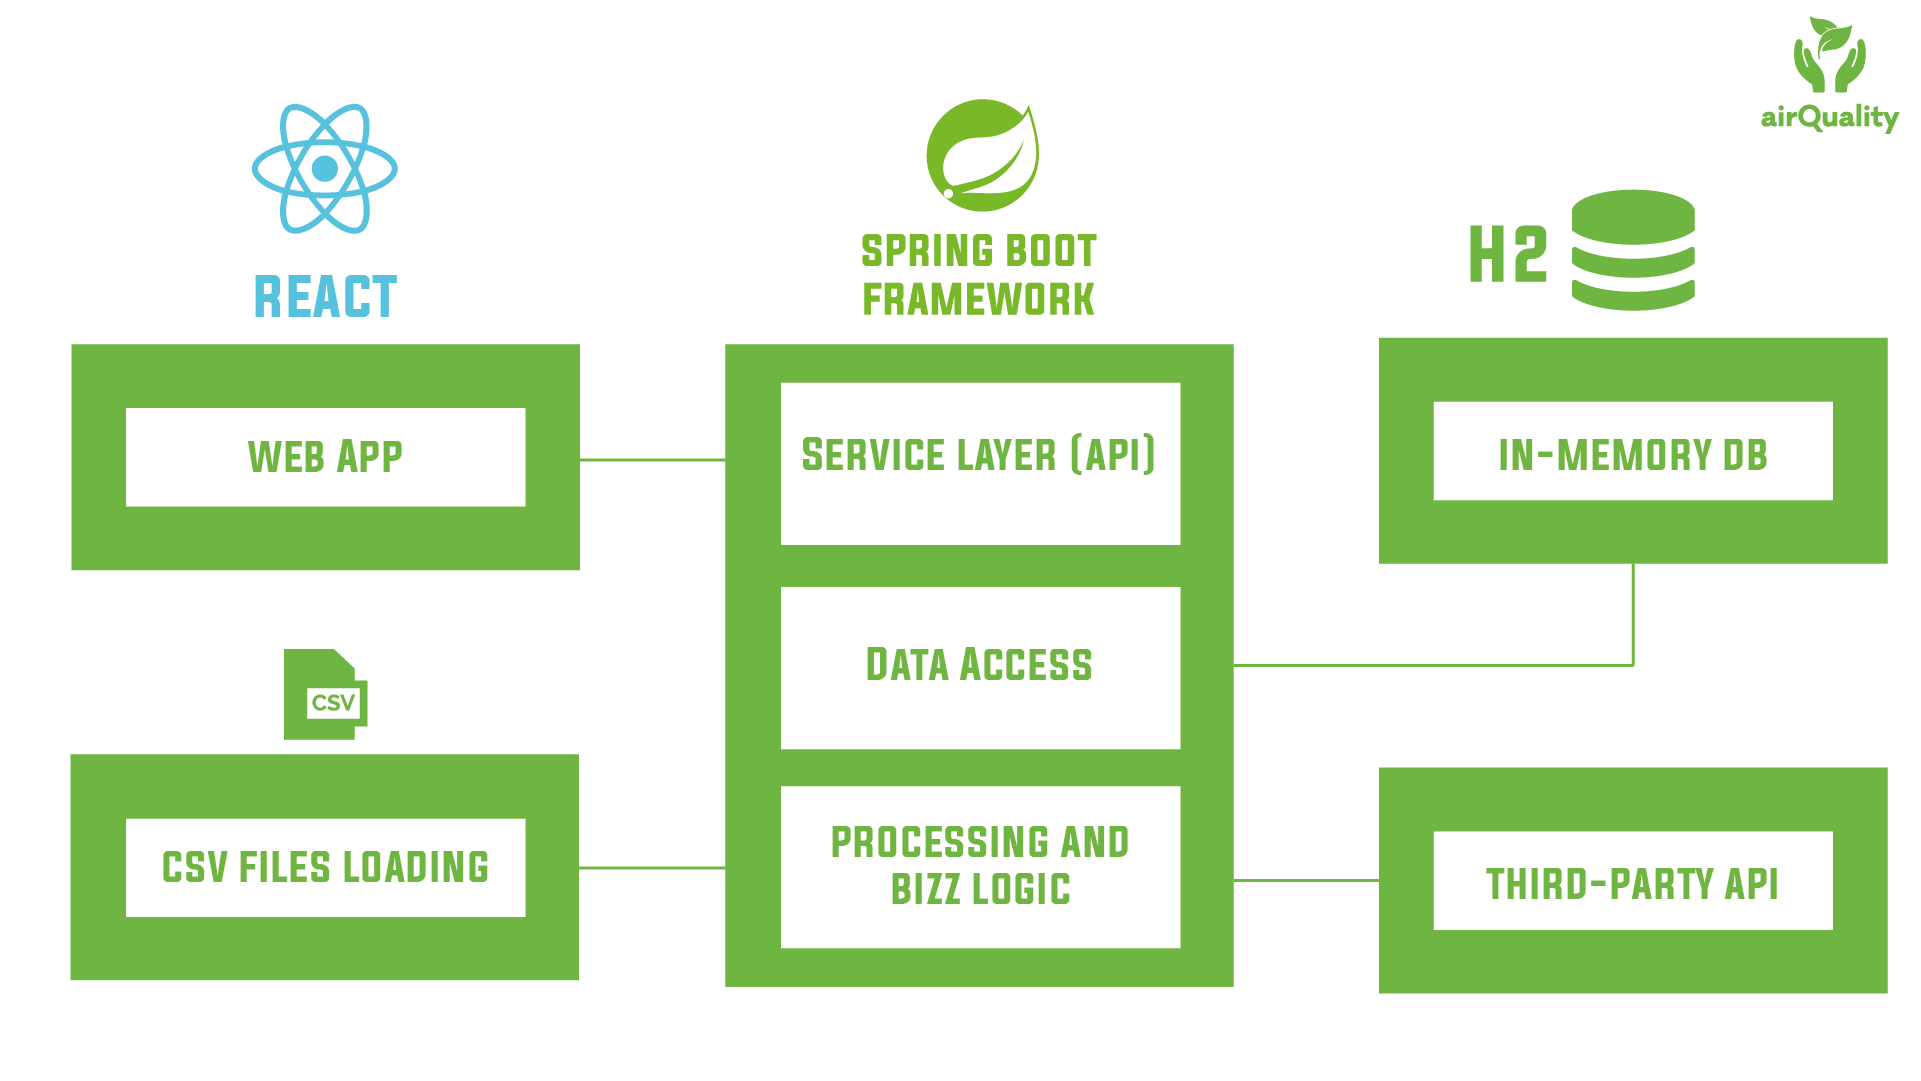 airQuality
REACT
SPRING BOOT
FRAMEWORK
H2
WEB APP
SERVICE LAYER (API)
IN-MEMORY DB
DATA ACCESS
CSV
CSV FILES LOADING
PROCESSING AND
BIZZ LOGIC
THIRD-PARTY API